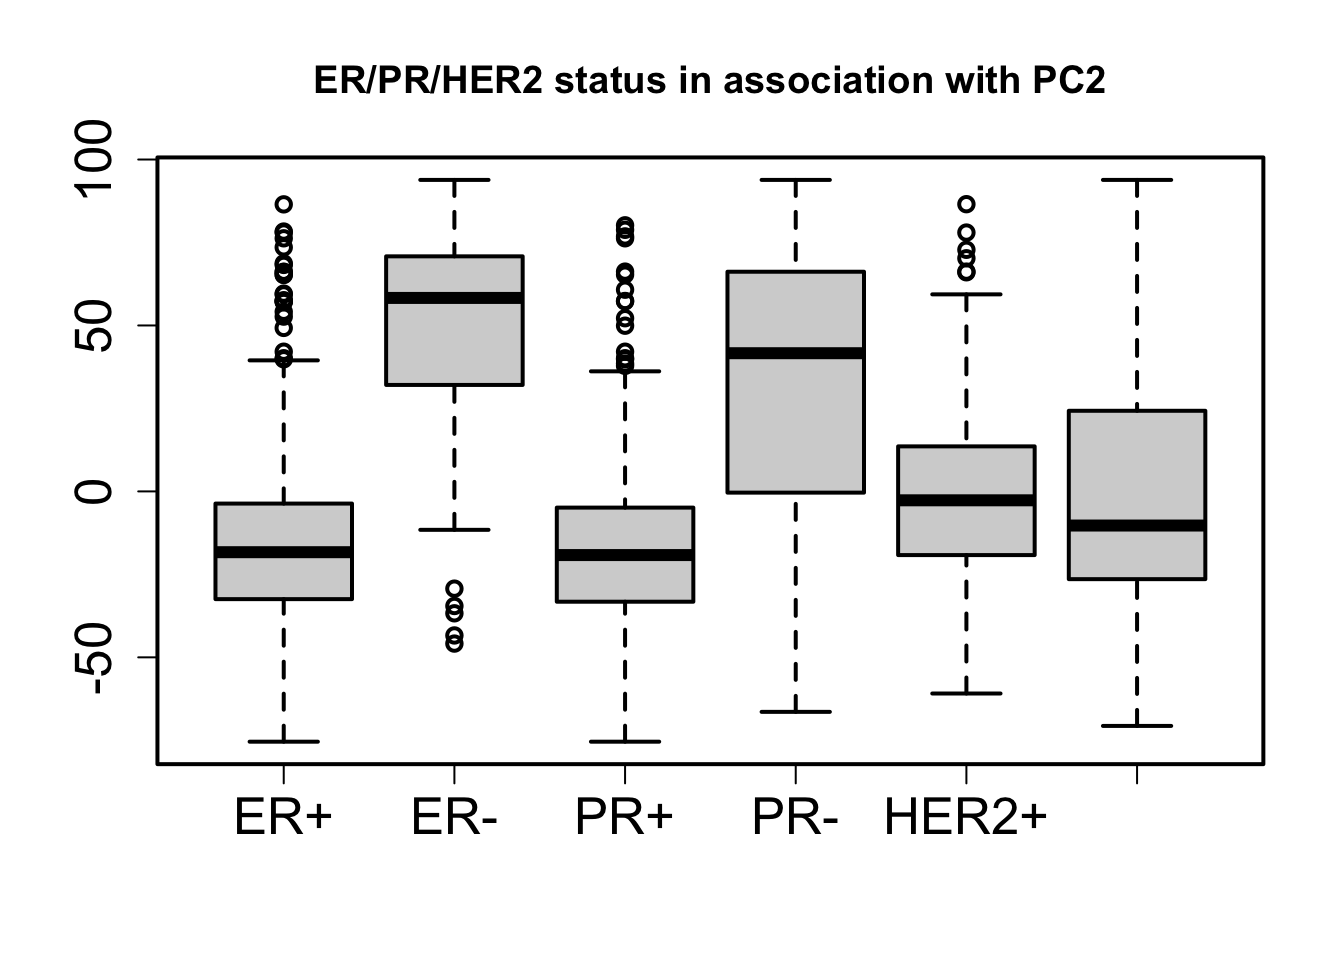 ER/PR/HER2 status in association with PC2
100
50
0
-50
ER+ ER- PR+ PR- HER2+